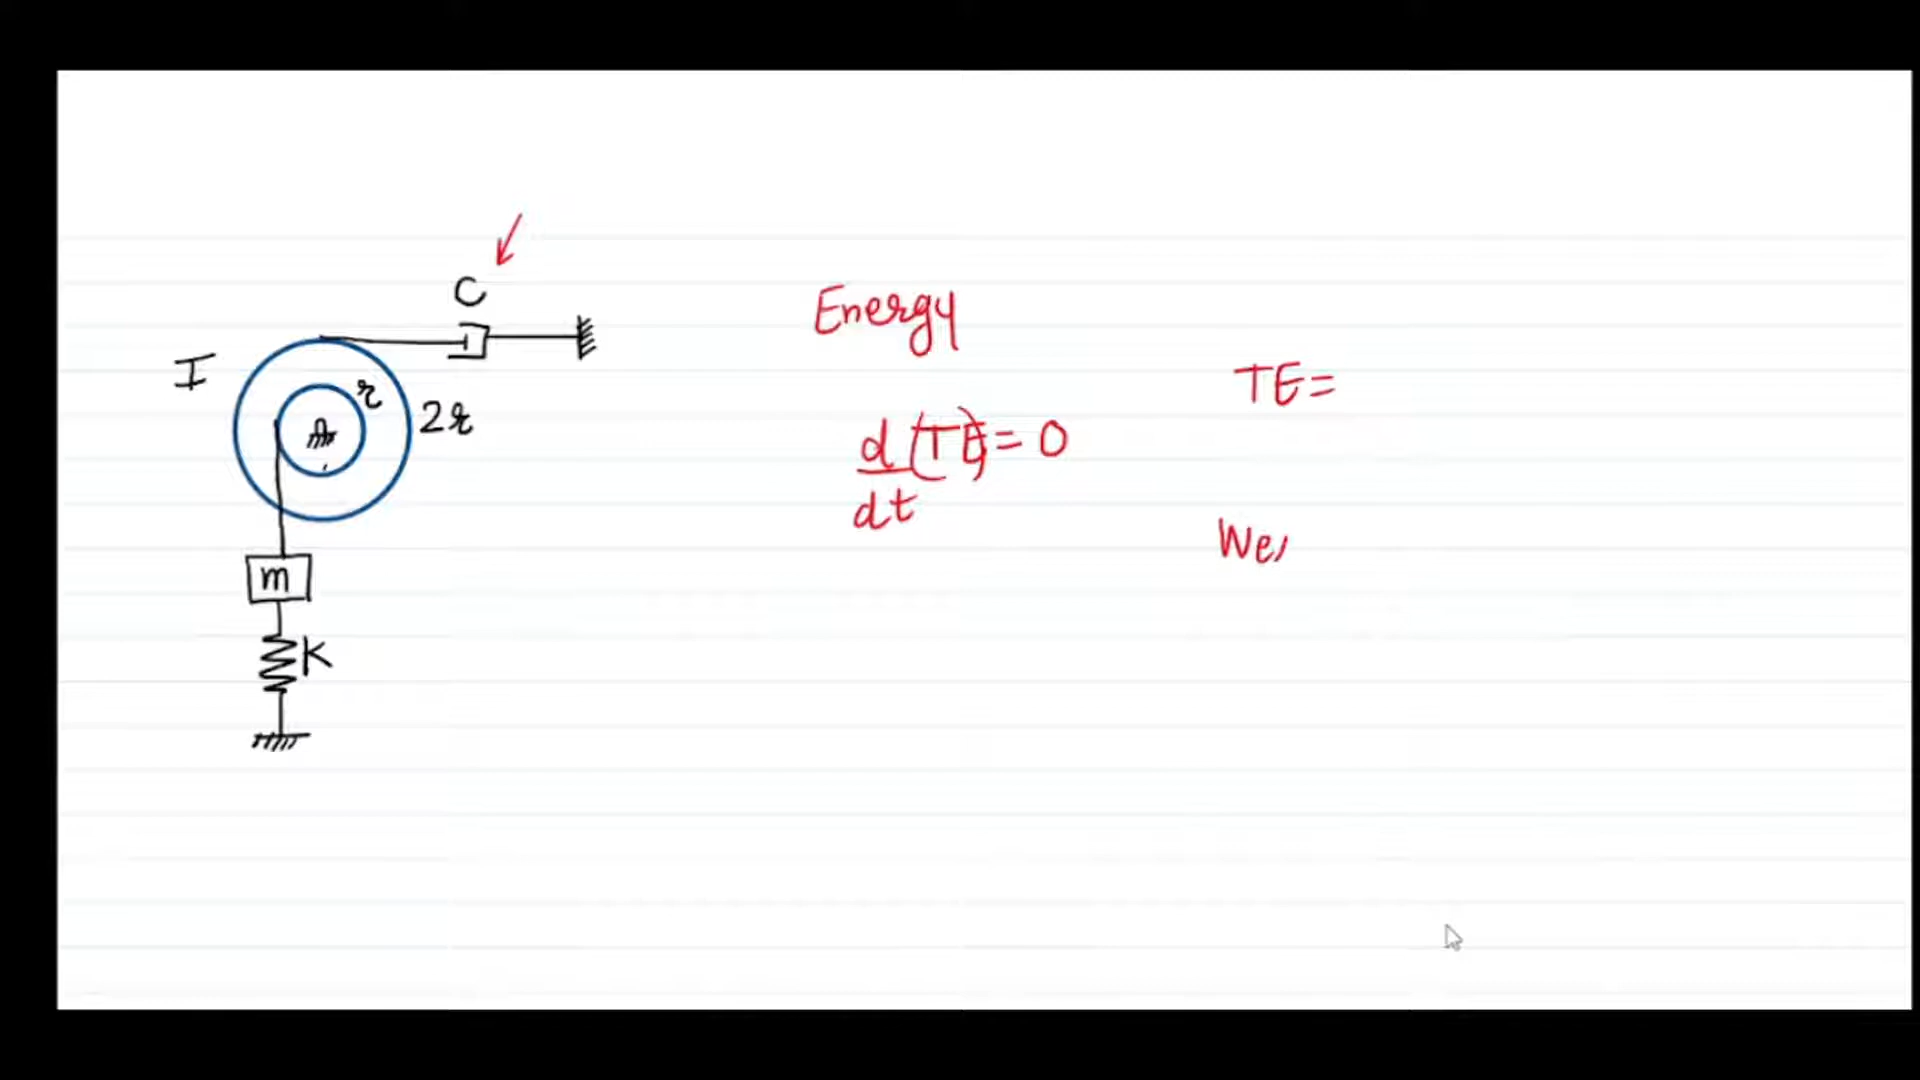 C
I
r
2r
m
K
Energy
d/dt (TE) = 0
TE =
We